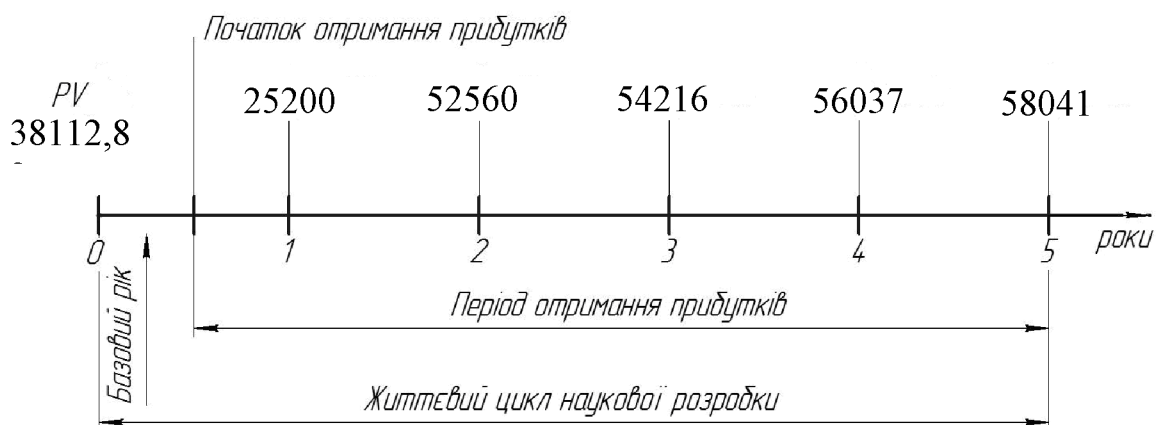 Початок отримання прибутків
PV
38112,8
25200
52560
54216
56037
58041
0
1
2
3
4
5
роки
Базовий рік
Період отримання прибутків
Життєвий цикл наукової розробки